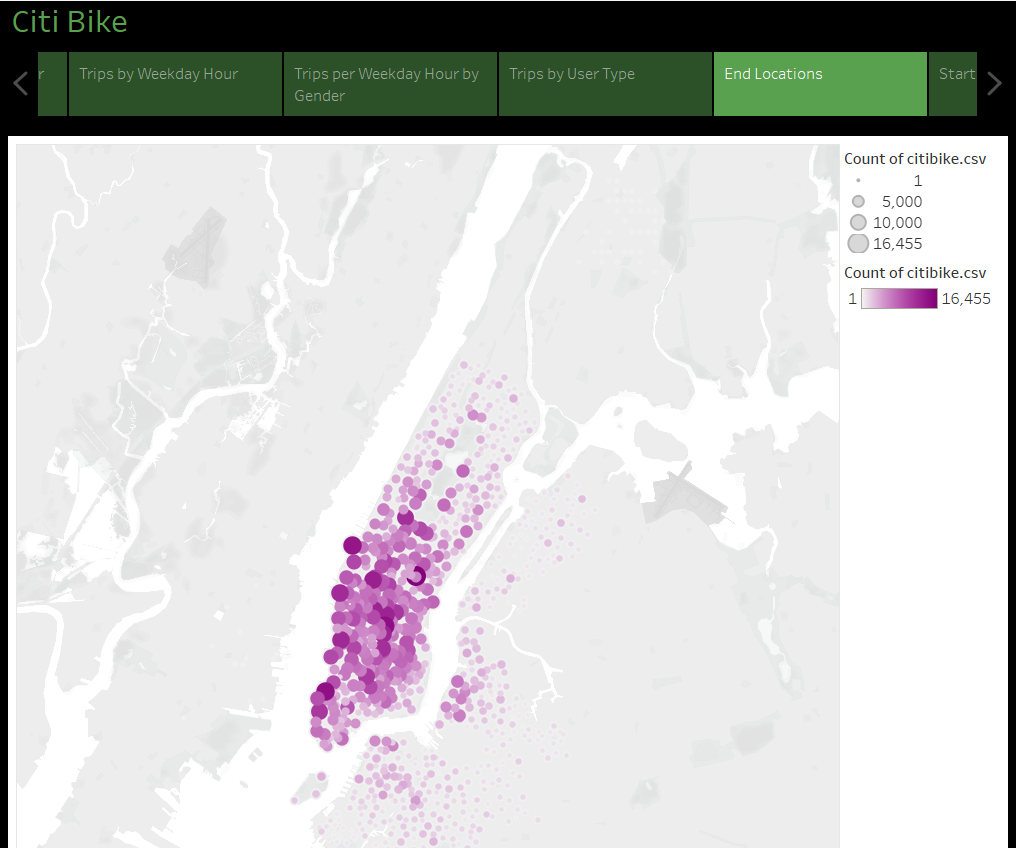 Citi Bike
r
Trips by Weekday Hour
Trips per Weekday Hour by
Gender
Trips by User Type
End Locations
Start
Count of citibike.csv
1
5,000
10,000
16,455
Count of citibike.csv
1
16,455